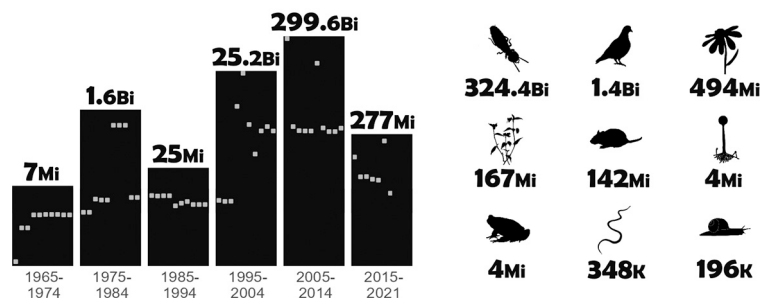 299.6Bi
25.2Bi
1.6Bi
277Mi
25Mi
7Mi
1965-
1974
1975-
1984
1985-
1994
1995-
2004
2005-
2014
2015-
2021
324.4Bi
1.4Bi
494Mi
167Mi
142Mi
4Mi
4Mi
348K
196K